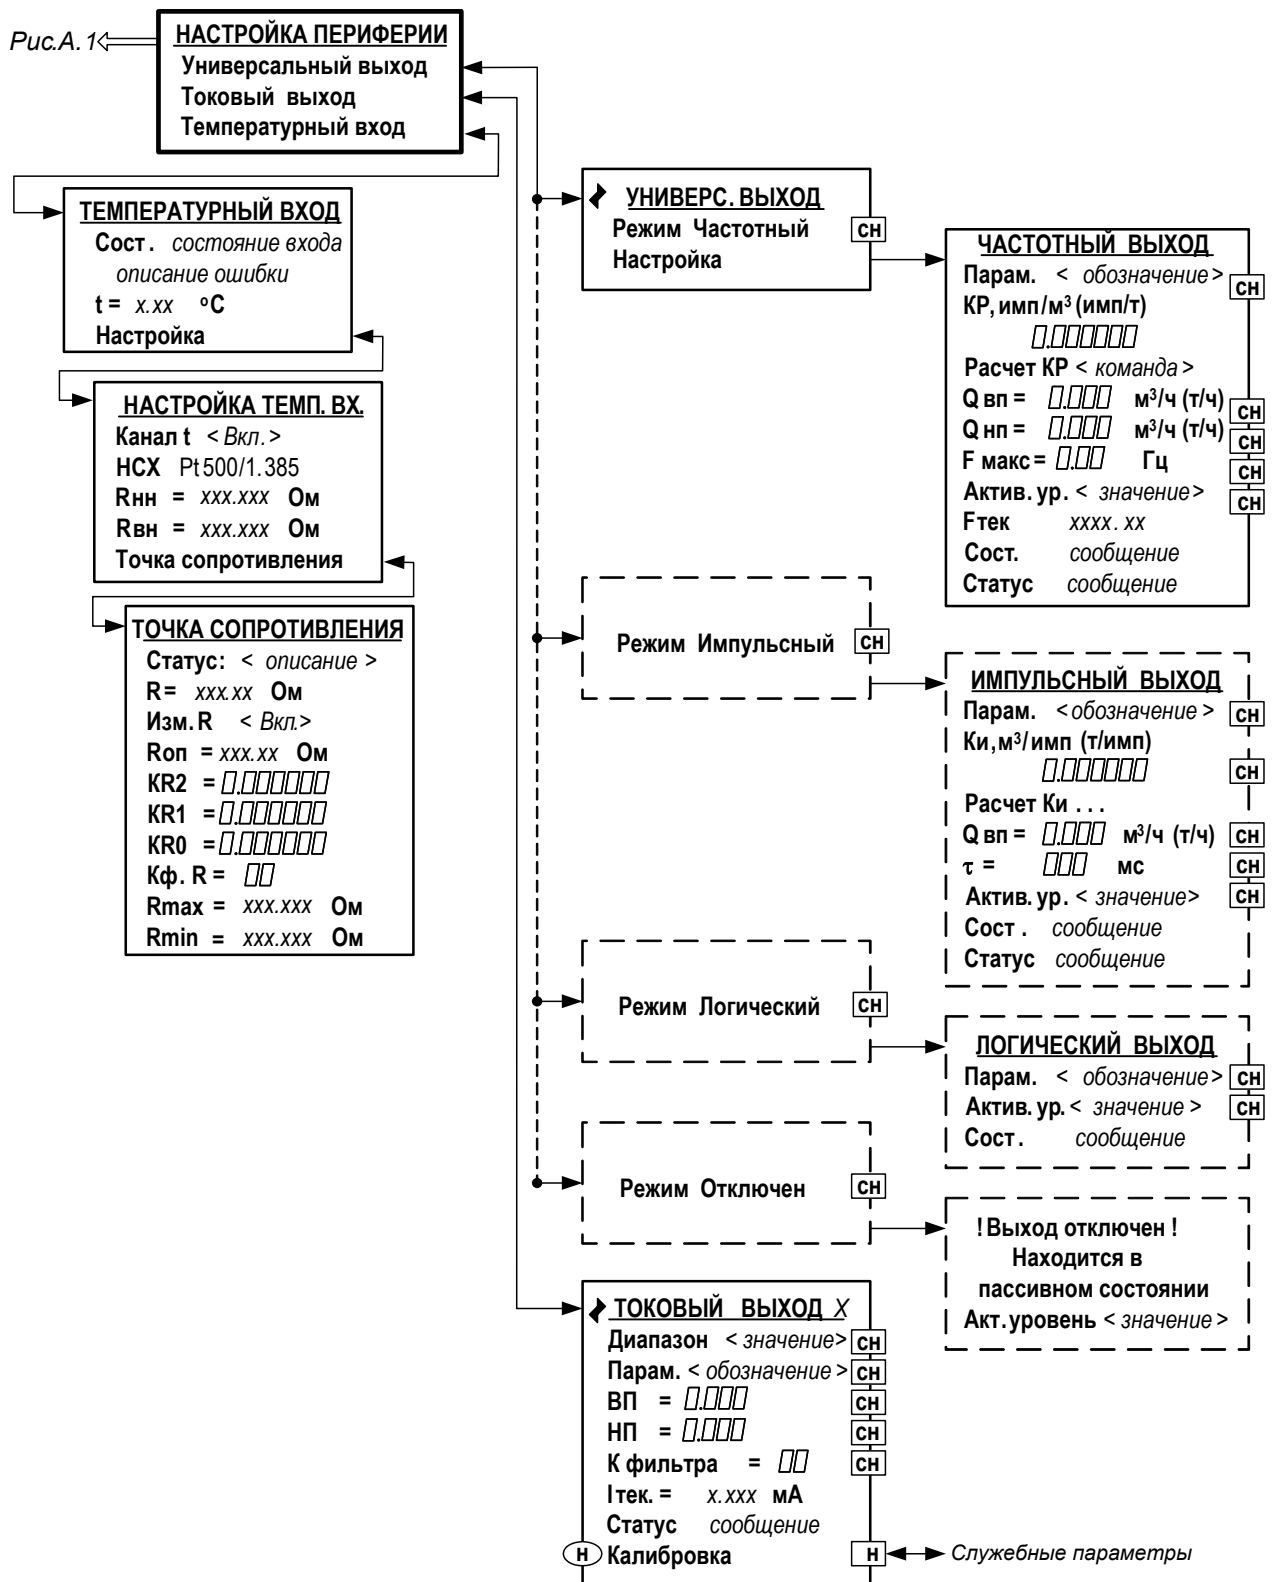 Рис.А.1
НАСТРОЙКА ПЕРИФЕРИИ
Универсальный выход
Токовый выход
Температурный вход
ТЕМПЕРАТУРНЫЙ ВХОД
Сост. состояние входа
описание ошибки
t = x.xx °C
Настройка
НАСТРОЙКА ТЕМП. ВХ.
Канал t < Вкл. >
НСХ Pt500/1.385
Rнн = xxx.xxx Ом
Rвн = xxx.xxx Ом
Точка сопротивления
ТОЧКА СОПРОТИВЛЕНИЯ
Статус: < описание >
R = xxx.xx Ом
Изм. R < Вкл.>
Rоп = xxx.xx Ом
KR2 = 0.000000
KR1 = 0.000000
KR0 = 0.000000
Кф. R = 00
Rmax = xxx.xxx Ом
Rmin = xxx.xxx Ом
УНИВЕРС. ВЫХОД
Режим Частотный СН
Настройка
ЧАСТОТНЫЙ ВЫХОД
Парам. < обозначение > СН
КР, имп/м³ (имп/т)
0.000000
Расчет КР < команда >
Q вп = 0.000 м³/ч (т/ч) СН
Q нп = 0.000 м³/ч (т/ч) СН
F макс = 0.00 Гц СН
Актив. ур. < значение > СН
Fтек xxxx.xx
Сост. сообщение
Статус сообщение
Режим Импульсный СН
ИМПУЛЬСНЫЙ ВЫХОД
Парам. < обозначение > СН
Ки, м³/имп (т/имп)
0.000000 СН
Расчет Ки ...
Q вп = 0.000 м³/ч (т/ч) СН
τ = 000 мс СН
Актив. ур. < значение > СН
Сост. сообщение
Статус сообщение
Режим Логический СН
ЛОГИЧЕСКИЙ ВЫХОД
Парам. < обозначение > СН
Актив. ур. < значение > СН
Сост. сообщение
Режим Отключен СН
! Выход отключен !
Находится в
пассивном состоянии
Акт. уровень < значение >
ТОКОВЫЙ ВЫХОД X
Диапазон < значение > СН
Парам. < обозначение > СН
ВП = 0.000 СН
НП = 0.000 СН
К фильтра = 00 СН
I тек. = x.xxx мА
Статус сообщение
Н Калибровка Н Служебные параметры